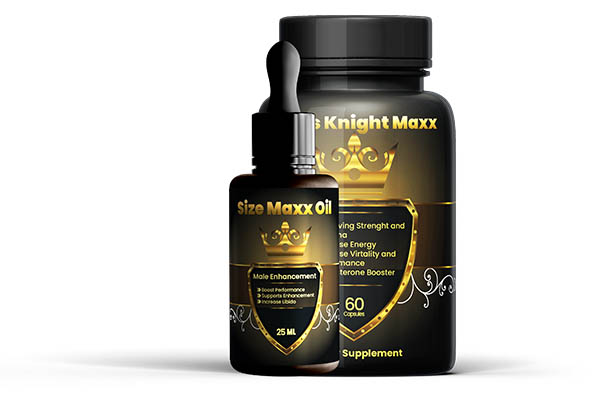 s Knight Maxx
ving Strenght and
na
se Energy
se Virtality and
rmance
terone Booster
60
Capsules
Supplement
Size Maxx Oil
Male Enhancement
Boost Performance
Supports Enhancement
Increase Libido
25 ML